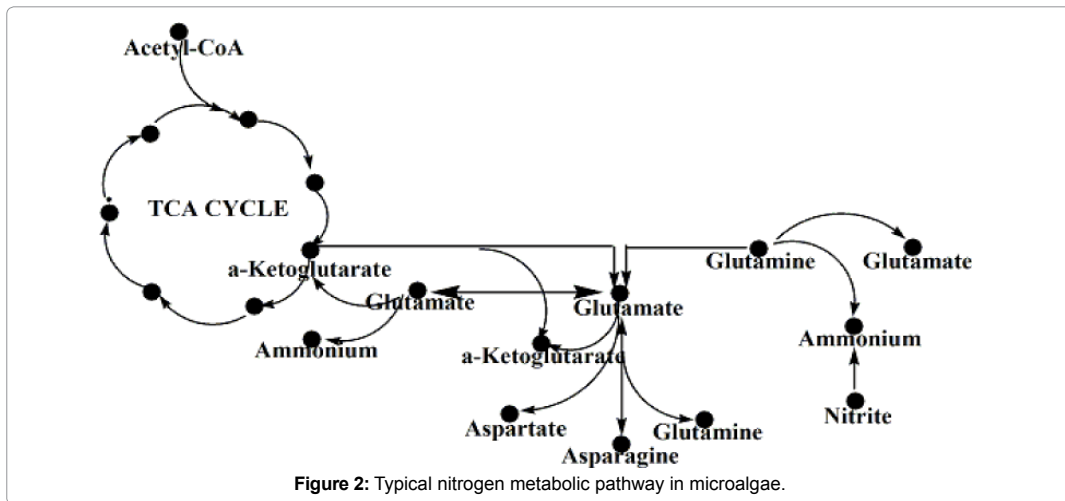 Acetyl-CoA
TCA CYCLE
a-Ketoglutarate
Glutamine
Glutamate
Glutamate
Glutamate
Ammonium
Ammonium
a-Ketoglutarate
Nitrite
Aspartate
Glutamine
Asparagine
Figure 2: Typical nitrogen metabolic pathway in microalgae.